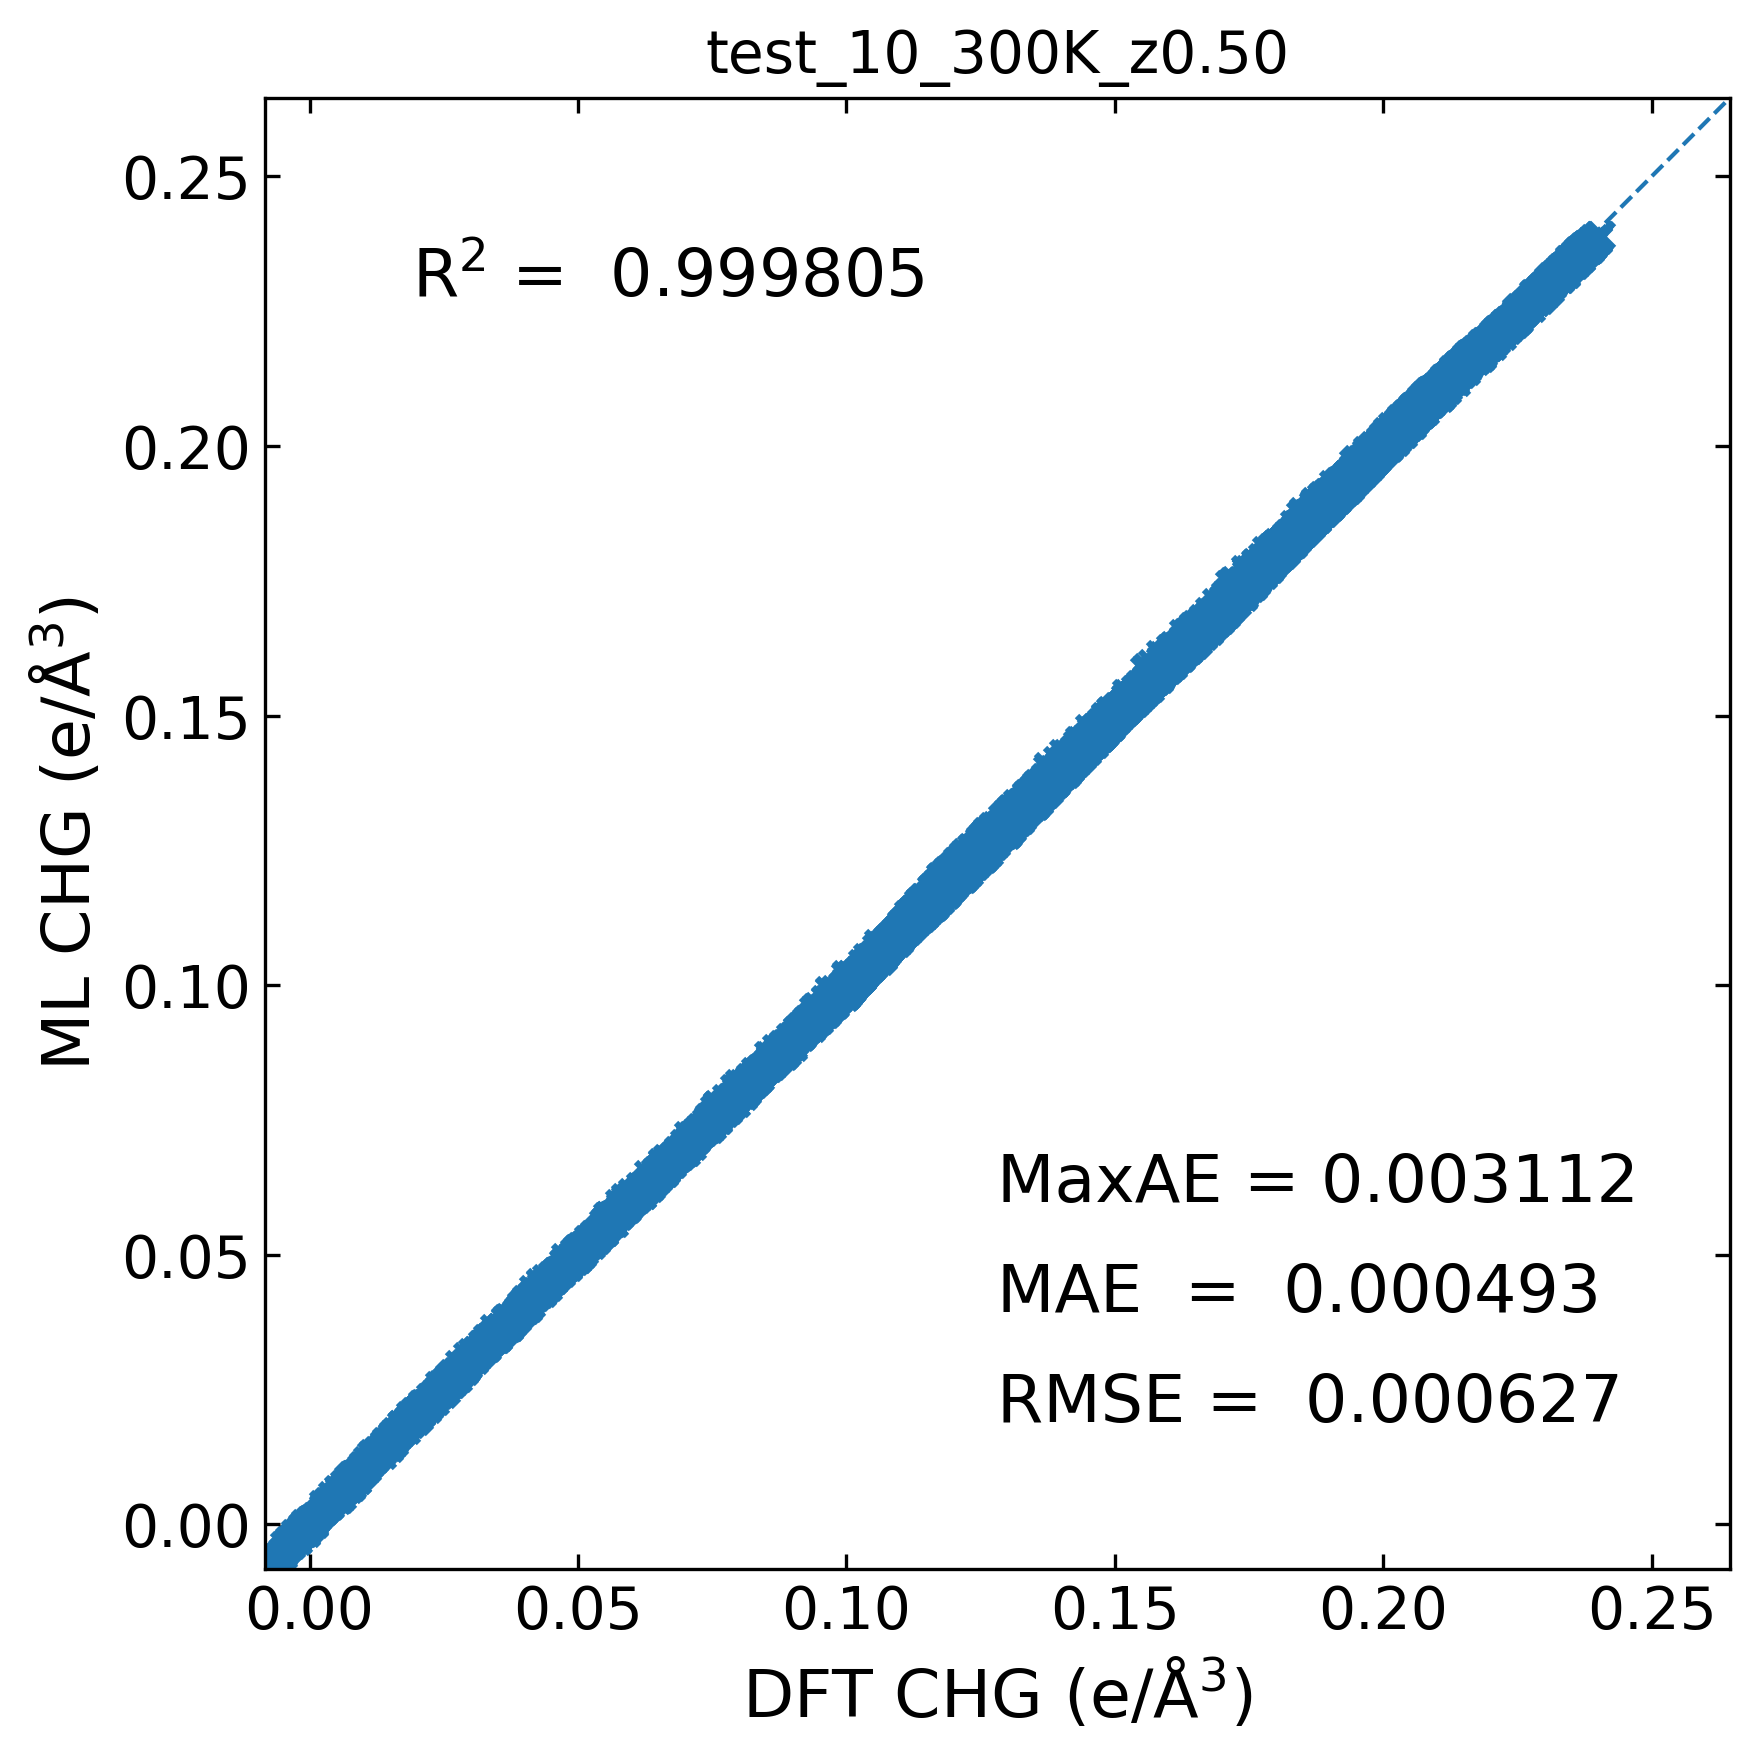 test_10_300K_z0.50
0.25
R² = 0.999805
0.20
0.15
ML CHG (e/Å³)
0.10
MaxAE = 0.003112
0.05
MAE = 0.000493
RMSE = 0.000627
0.00
0.00 0.05 0.10 0.15 0.20 0.25
DFT CHG (e/Å³)